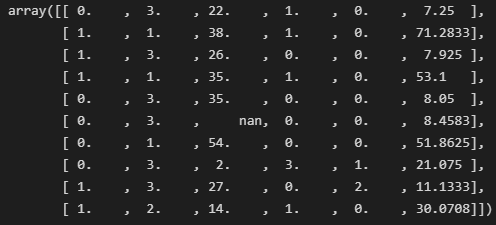 array([[ 0.    , 3.    , 22.    , 1.    , 0.    , 7.25  ],
[ 1.    , 1.    , 38.    , 1.    , 0.    , 71.2833],
[ 1.    , 3.    , 26.    , 0.    , 0.    , 7.925 ],
[ 1.    , 1.    , 35.    , 1.    , 0.    , 53.1   ],
[ 0.    , 3.    , 35.    , 0.    , 0.    , 8.05  ],
[ 0.    , 3.    ,     nan, 0.    , 0.    , 8.4583],
[ 0.    , 1.    , 54.    , 0.    , 0.    , 51.8625],
[ 0.    , 3.    , 2.    , 3.    , 1.    , 21.075 ],
[ 1.    , 3.    , 27.    , 0.    , 2.    , 11.1333],
[ 1.    , 2.    , 14.    , 1.    , 0.    , 30.0708]])